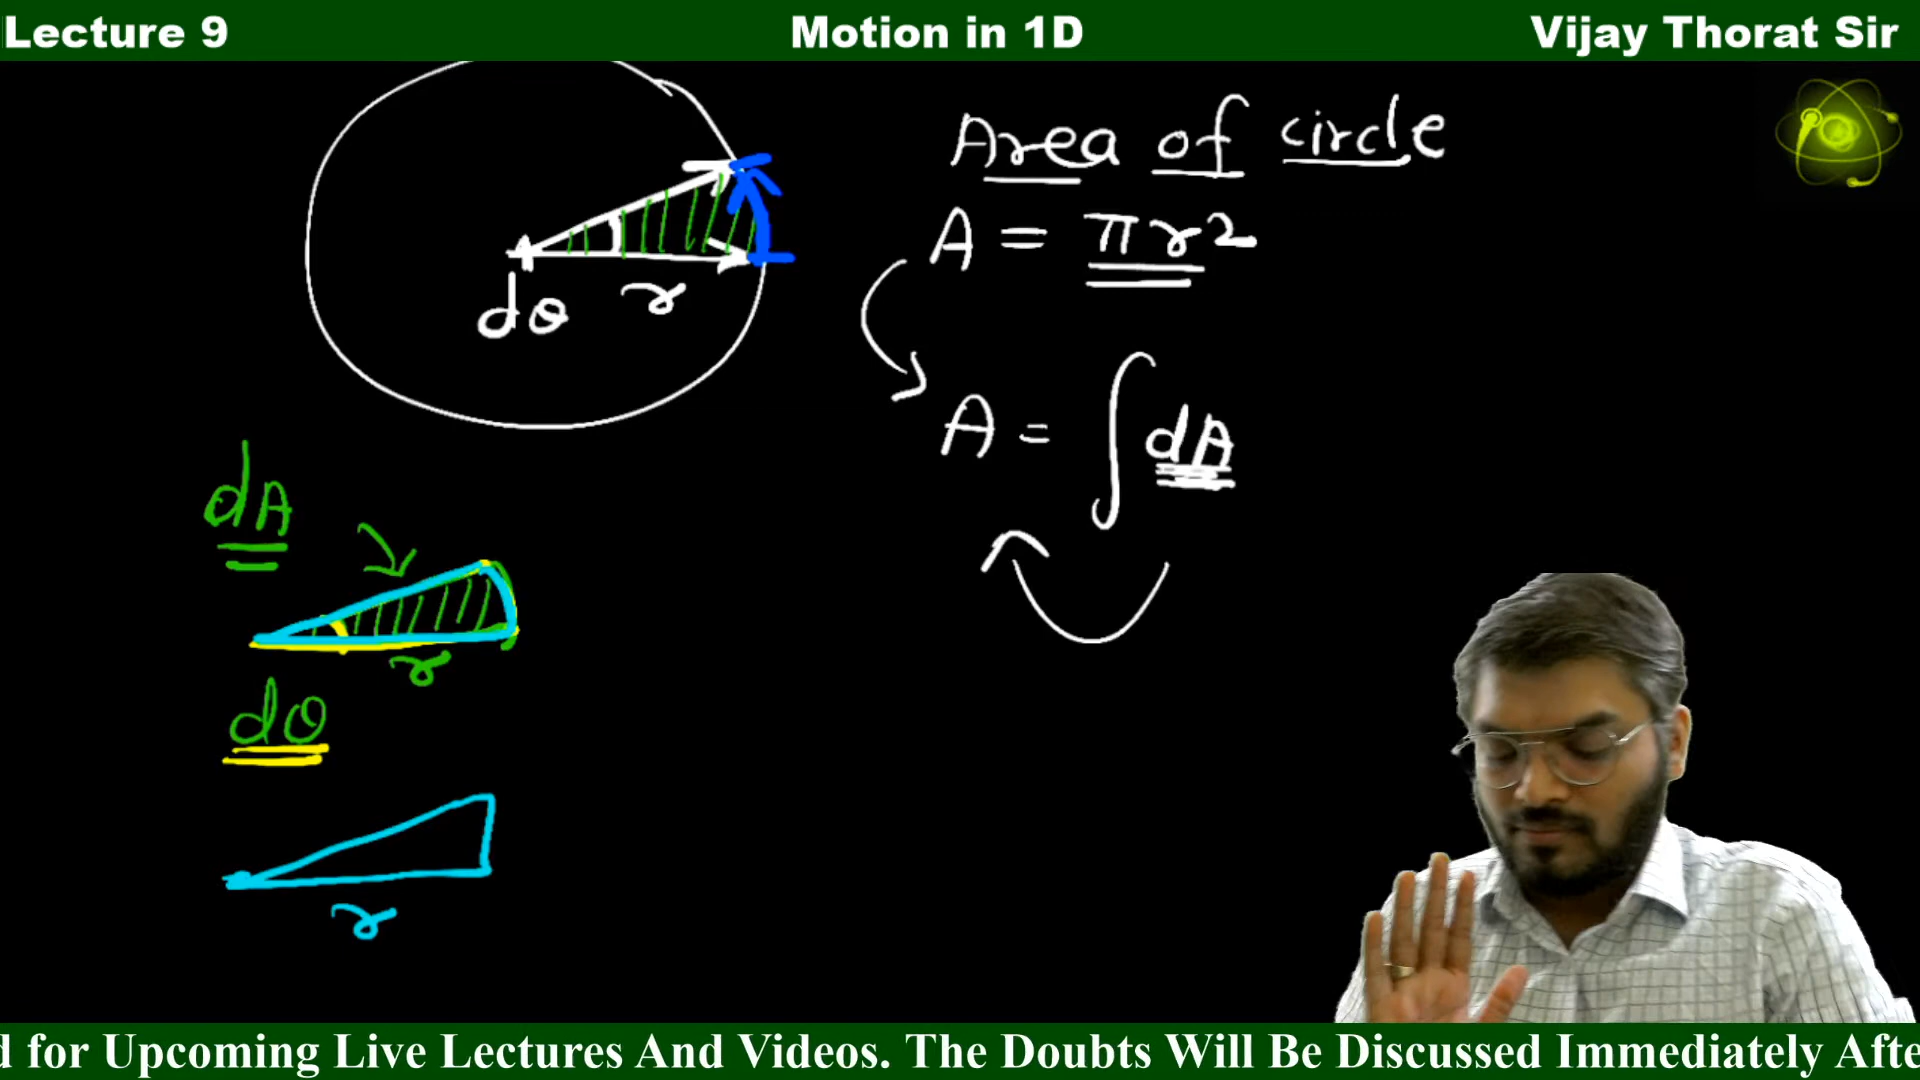 Lecture 9 Motion in 1D Vijay Thorat Sir
Area of circle
A = πr2
dθ r
A = ∫dA
dA
r
dθ
r
d for Upcoming Live Lectures And Videos. The Doubts Will Be Discussed Immediately Afte